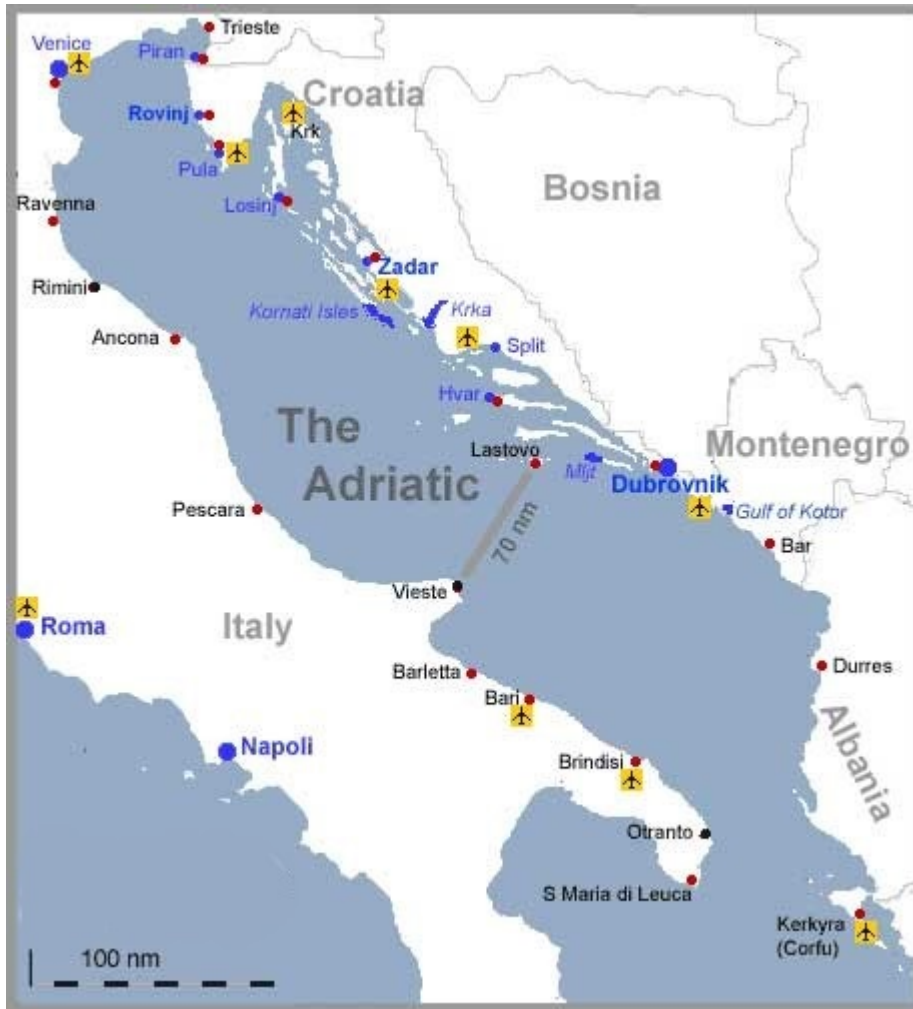 Trieste
Venice
Piran
Croatia
Rovinj
Krk
Pula
Bosnia
Ravenna
Losinj
Zadar
Rimini
Kornati Isles
Krka
Ancona
Split
Hvar
The
Adriatic
Lastovo
Montenegro
Mljt
Dubrovnik
Pescara
70 nm
Gulf of Kotor
Bar
Vieste
Roma
Italy
Barletta
Durres
Bari
Albania
Napoli
Brindisi
Otranto
S Maria di Leuca
Kerkyra
(Corfu)
100 nm